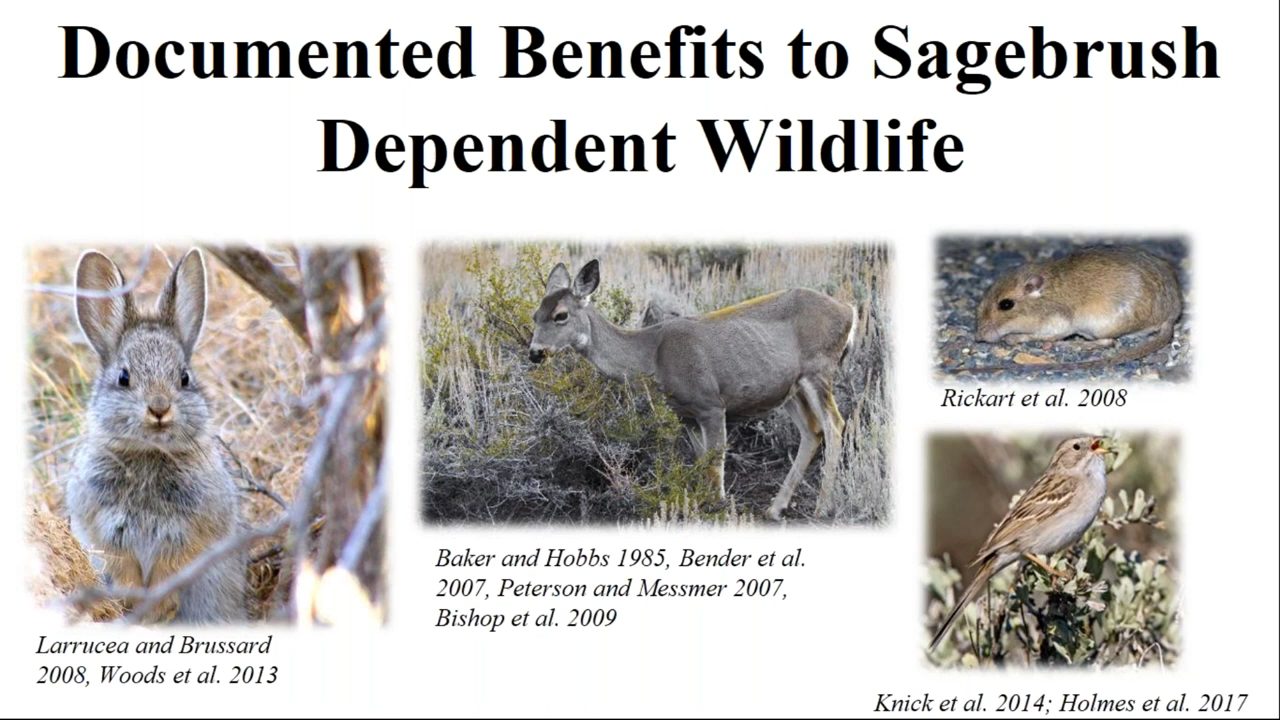 Documented Benefits to Sagebrush
Dependent Wildlife
Larrucea and Brussard
2008, Woods et al. 2013
Baker and Hobbs 1985, Bender et al.
2007, Peterson and Messmer 2007,
Bishop et al. 2009
Rickart et al. 2008
Knick et al. 2014; Holmes et al. 2017